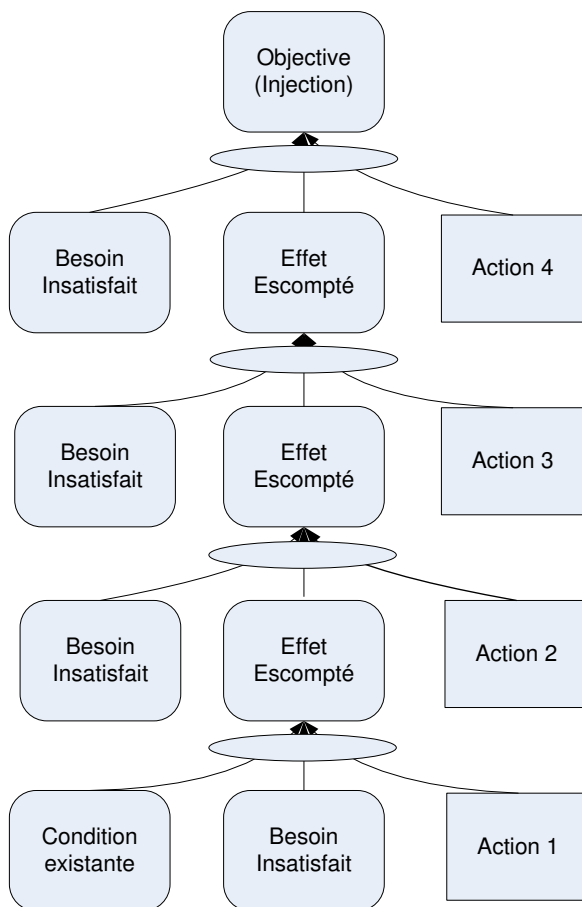 Objective
(Injection)
Besoin
Insatisfait
Effet
Escompté
Action 4
Besoin
Insatisfait
Effet
Escompté
Action 3
Besoin
Insatisfait
Effet
Escompté
Action 2
Condition
existante
Besoin
Insatisfait
Action 1